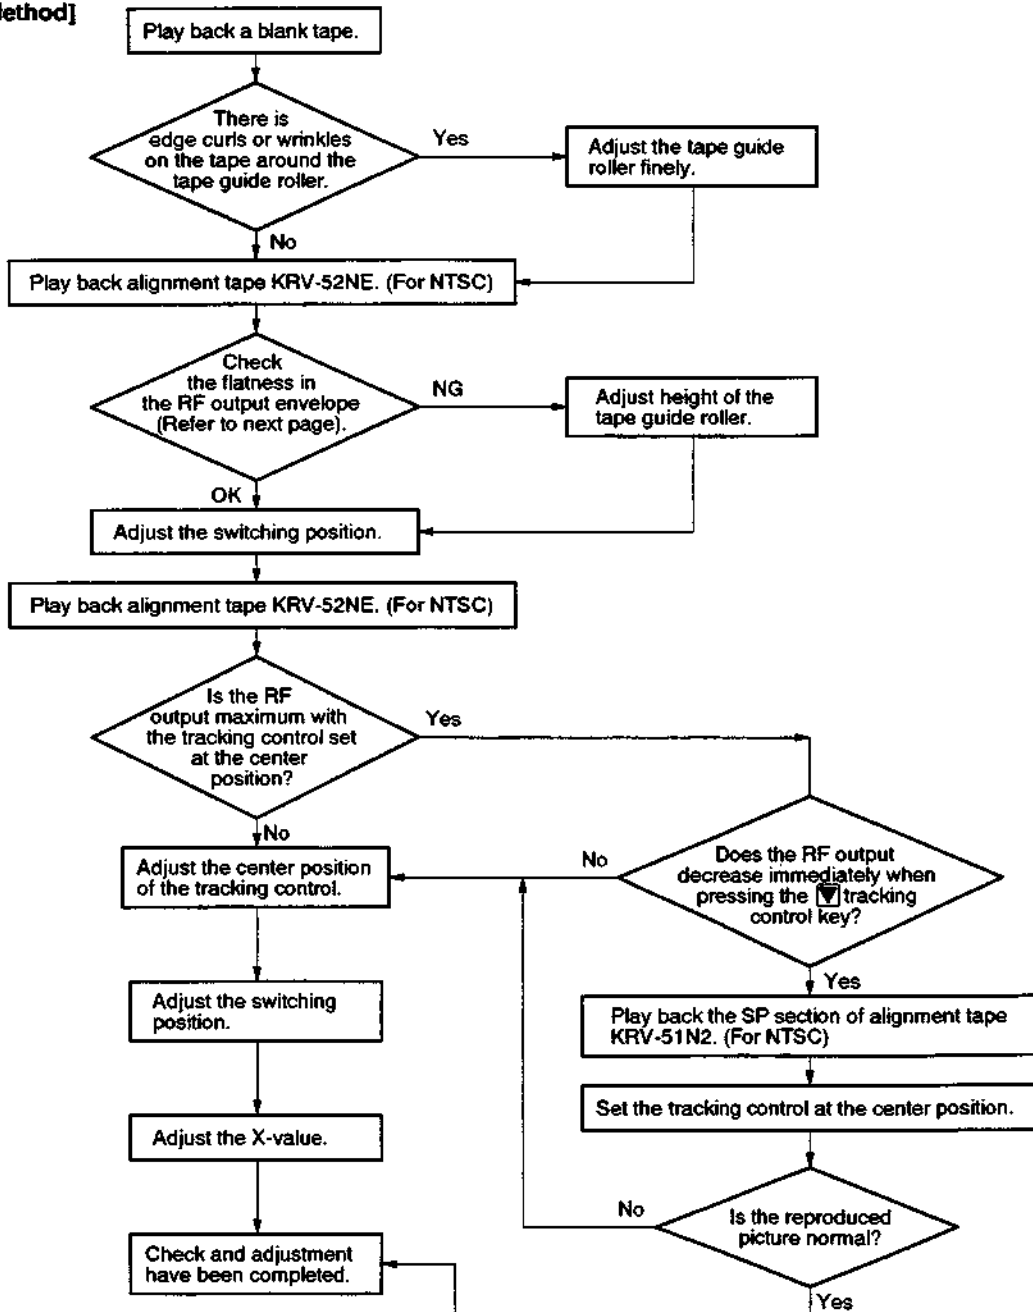 ethod]
Play back a blank tape.
There is
edge curls or wrinkles
on the tape around the
tape guide roller.
Yes
Adjust the tape guide
roller finely.
No
Play back alignment tape KRV-52NE. (For NTSC)
Check
the flatness in
the RF output envelope
(Refer to next page).
NG
Adjust height of the
tape guide roller.
OK
Adjust the switching position.
Play back alignment tape KRV-52NE. (For NTSC)
Is the RF
output maximum with
the tracking control set
at the center
position?
Yes
No
Adjust the center position
of the tracking control.
No
Does the RF output
decrease immediately when
pressing the ▼ tracking
control key?
Yes
Adjust the switching
position.
Play back the SP section of alignment tape
KRV-51N2. (For NTSC)
Set the tracking control at the center position.
Adjust the X-value.
No
Is the reproduced
picture normal?
Check and adjustment
have been completed.
Yes